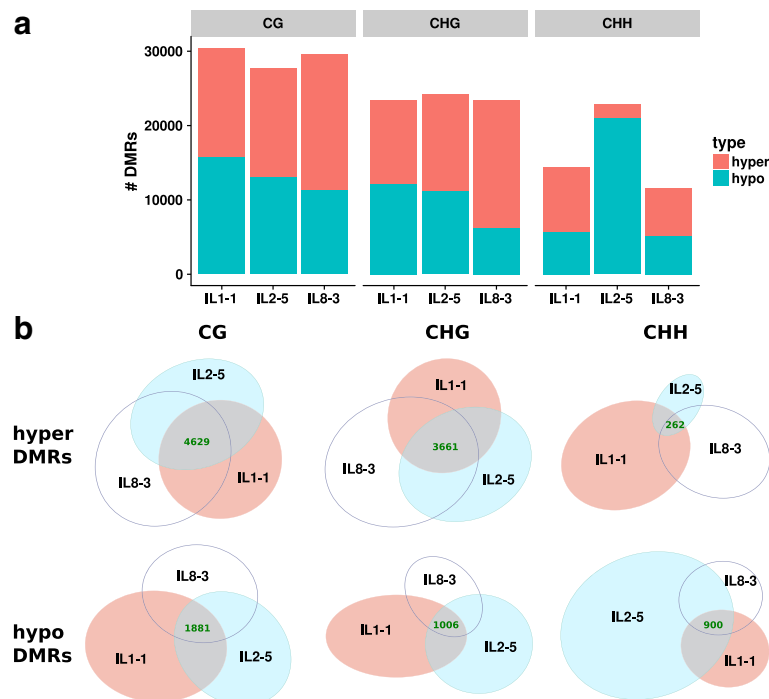 a
CG CHG CHH
30000
20000
10000
0
# DMRs
IL1-1 IL2-5 IL8-3 IL1-1 IL2-5 IL8-3 IL1-1 IL2-5 IL8-3
type
hyper
hypo
b
CG CHG CHH
hyper
DMRs
IL2-5
4629
IL8-3
IL1-1
IL1-1
3661
IL8-3
IL2-5
IL2-5
262
IL1-1
IL8-3
hypo
DMRs
IL8-3
1881
IL1-1
IL2-5
IL8-3
1006
IL1-1
IL2-5
IL8-3
IL2-5
900
IL1-1